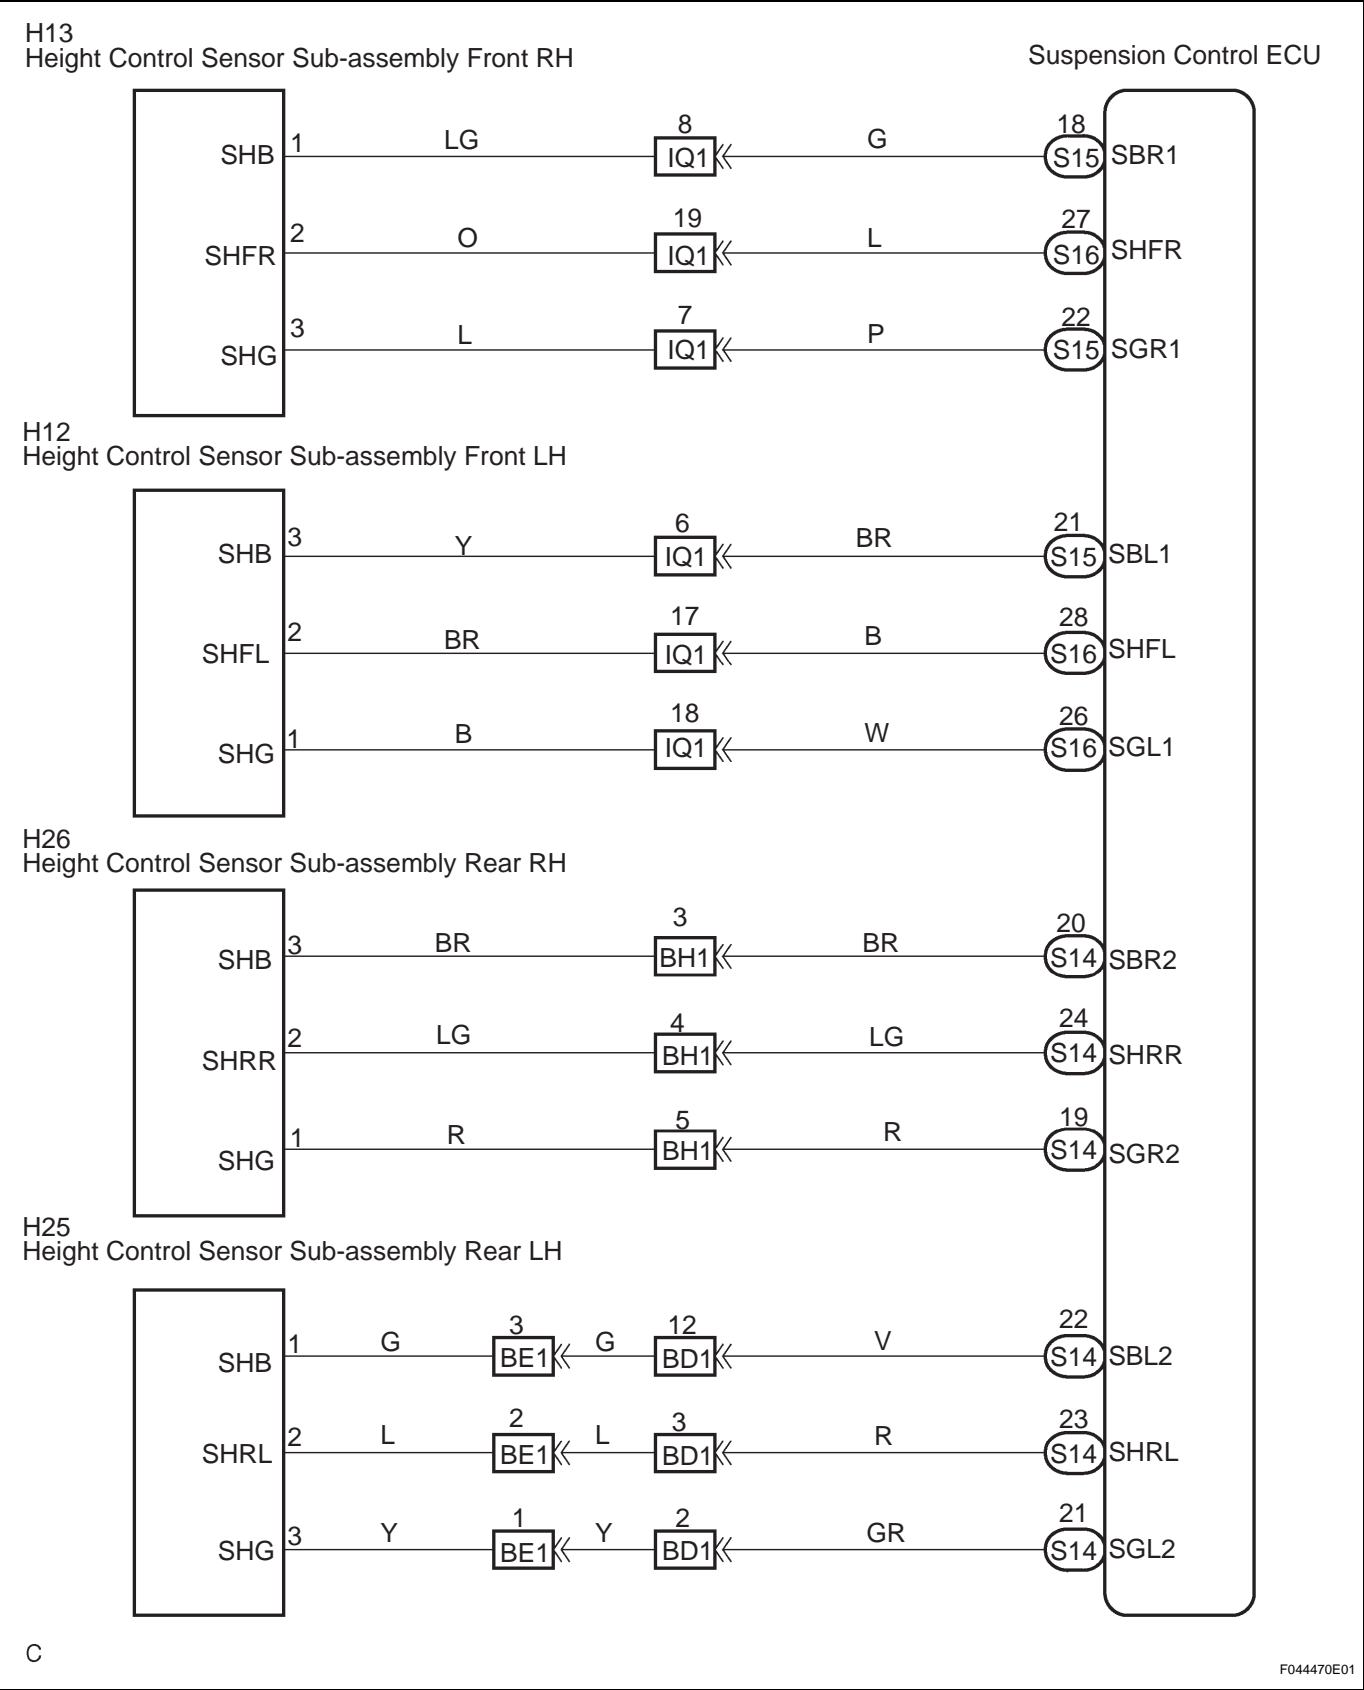 H13
Height Control Sensor Sub-assembly Front RH
Suspension Control ECU
SHB 1 LG 8 IQ1 G 18 S15 SBR1
SHFR 2 O 19 IQ1 L 27 S16 SHFR
SHG 3 L 7 IQ1 P 22 S15 SGR1
H12
Height Control Sensor Sub-assembly Front LH
SHB 3 Y 6 IQ1 BR 21 S15 SBL1
SHFL 2 BR 17 IQ1 B 28 S16 SHFL
SHG 1 B 18 IQ1 W 26 S16 SGL1
H26
Height Control Sensor Sub-assembly Rear RH
SHB 3 BR 3 BH1 BR 20 S14 SBR2
SHRR 2 LG 4 BH1 LG 24 S14 SHRR
SHG 1 R 5 BH1 R 19 S14 SGR2
H25
Height Control Sensor Sub-assembly Rear LH
SHB 1 G 3 BE1 G 12 BD1 V 22 S14 SBL2
SHRL 2 L 2 BE1 L 3 BD1 R 23 S14 SHRL
SHG 3 Y 1 BE1 Y 2 BD1 GR 21 S14 SGL2
C
F044470E01